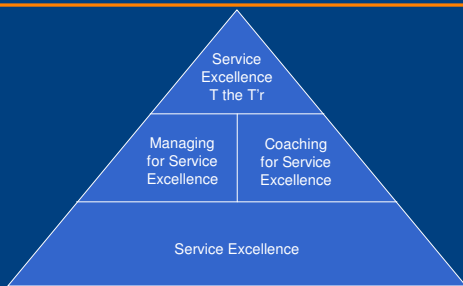 Service
Excellence
T the T'r
Managing
for Service
Excellence
Coaching
for Service
Excellence
Service Excellence